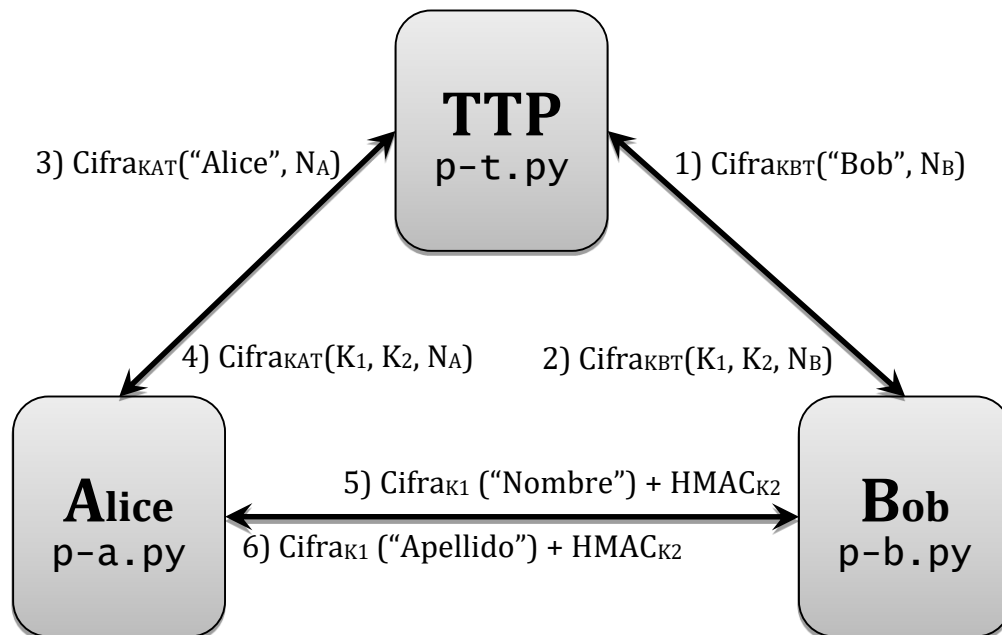 TTP
p-t.py
3) CifraKAT(“Alice”, NA)
1) CifraKBT(“Bob”, NB)
4) CifraKAT(K1, K2, NA)
2) CifraKBT(K1, K2, NB)
Alice
p-a.py
5) CifraK1 (“Nombre”) + HMACK2
6) CifraK1 (“Apellido”) + HMACK2
Bob
p-b.py